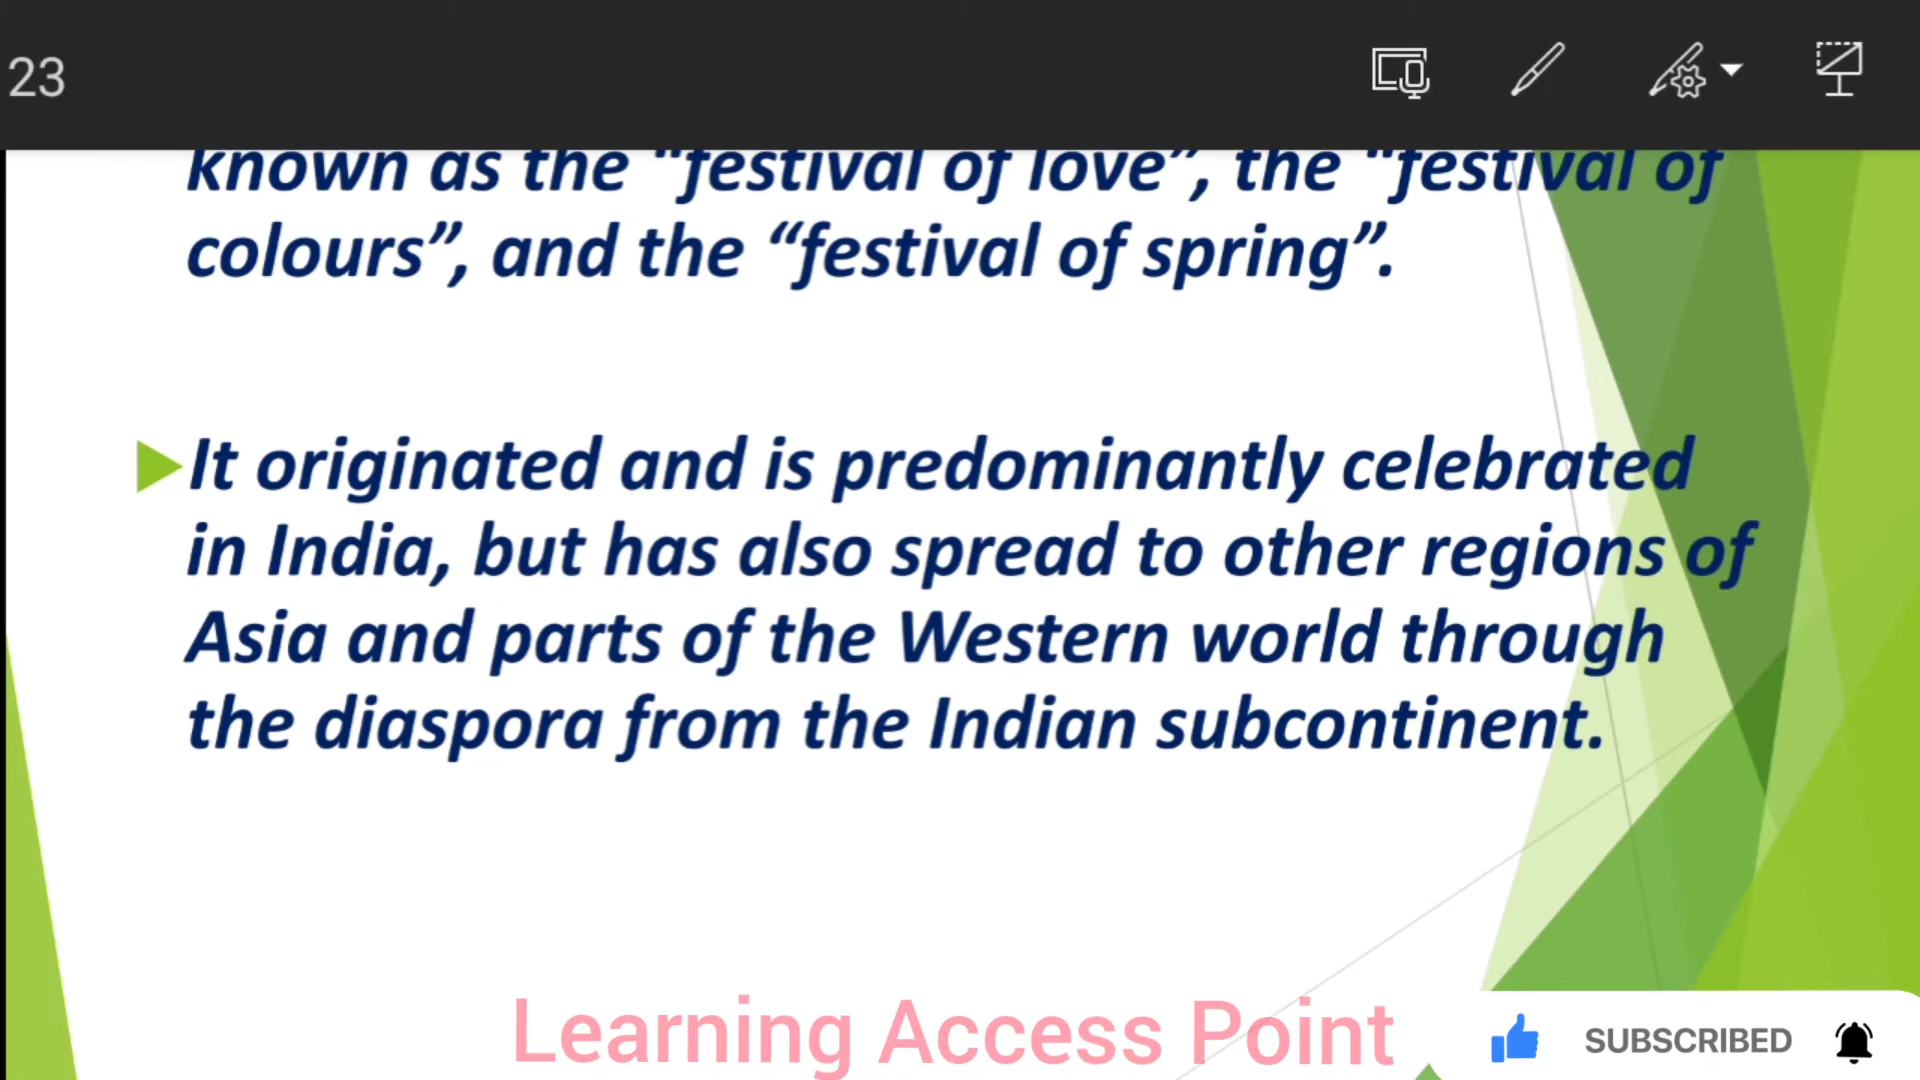 23
known as the “festival of love”, the “festival of
colours”, and the “festival of spring”.
It originated and is predominantly celebrated
in India, but has also spread to other regions of
Asia and parts of the Western world through
the diaspora from the Indian subcontinent.
Learning Access Point
SUBSCRIBED